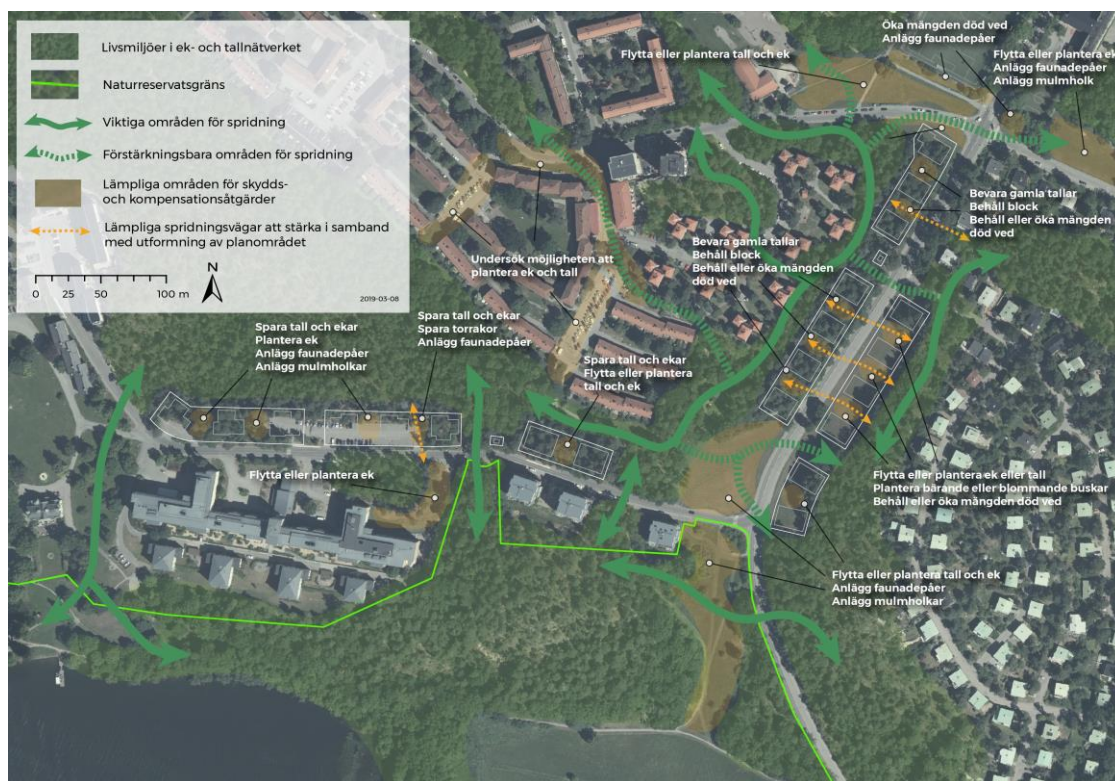 Livsmiljöer i ek- och tallnätverket
Naturreservatsgräns
Viktiga områden för spridning
Förstärkningsbara områden för spridning
Lämpliga områden för skydds-
och kompensationsåtgärder
Lämpliga spridningsvägar att stärka i samband
med utformning av planområdet
N
0 25 50 100 m
2019-03-08
Öka mängden död ved
Anlägg faunadepåer
Flytta eller plantera tall och ek
Flytta eller plantera ek
Anlägg faunadepåer
Anlägg mulmholk
Bevara gamla tallar
Behåll block
Behåll eller öka mängden
död ved
Bevara gamla tallar
Behåll block
Behåll eller öka mängden
död ved
Undersök möjligheten att
plantera ek och tall
Spara tall och ekar
Plantera ek
Anlägg faunadepåer
Anlägg mulmholkar
Spara tall och ekar
Spara torrakor
Anlägg faunadepåer
Spara tall och ekar
Flytta eller plantera
tall och ek
Flytta eller plantera ek
Flytta eller plantera ek eller tall
Plantera bärande eller blommande buskar
Behåll eller öka mängden död ved
Flytta eller plantera tall och ek
Anlägg faunadepåer
Anlägg mulmholkar